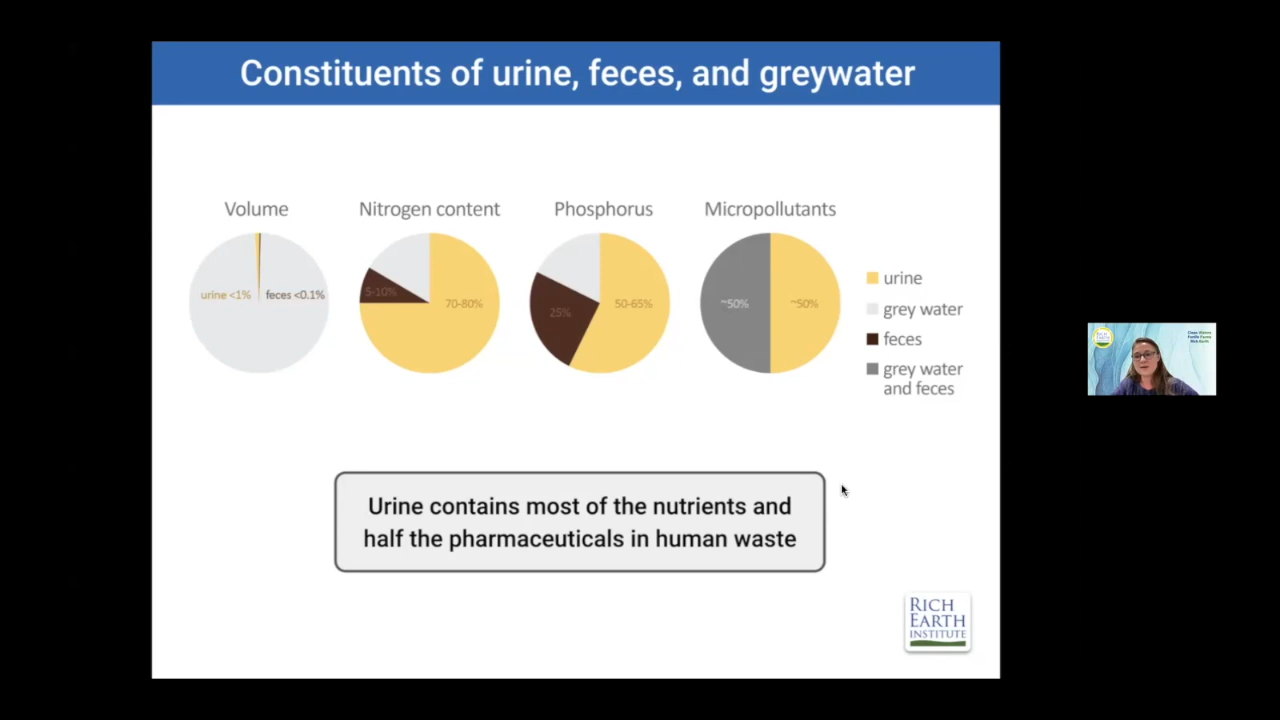 Constituents of urine, feces, and greywater
Volume
Nitrogen content
Phosphorus
Micropollutants
urine <1%
feces <0.1%
5-10%
70-80%
25%
50-65%
~50%
~50%
urine
grey water
feces
grey water
and feces
Urine contains most of the nutrients and
half the pharmaceuticals in human waste
RICH
EARTH
INSTITUTE